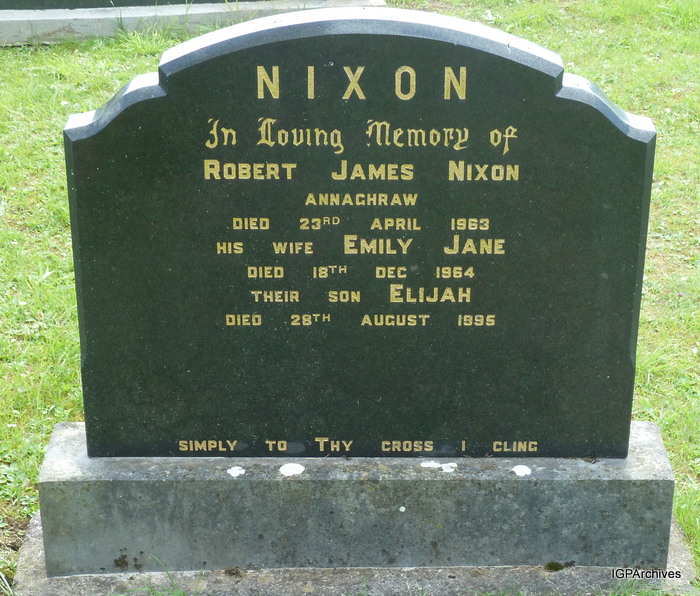 NIXON
In Loving Memory of
ROBERT JAMES NIXON
ANNAGHRAW
DIED 23RD APRIL 1963
HIS WIFE EMILY JANE
DIED 18TH DEC 1964
THEIR SON ELIJAH
DIED 28TH AUGUST 1995
SIMPLY TO THY CROSS I CLING
IGPArchives